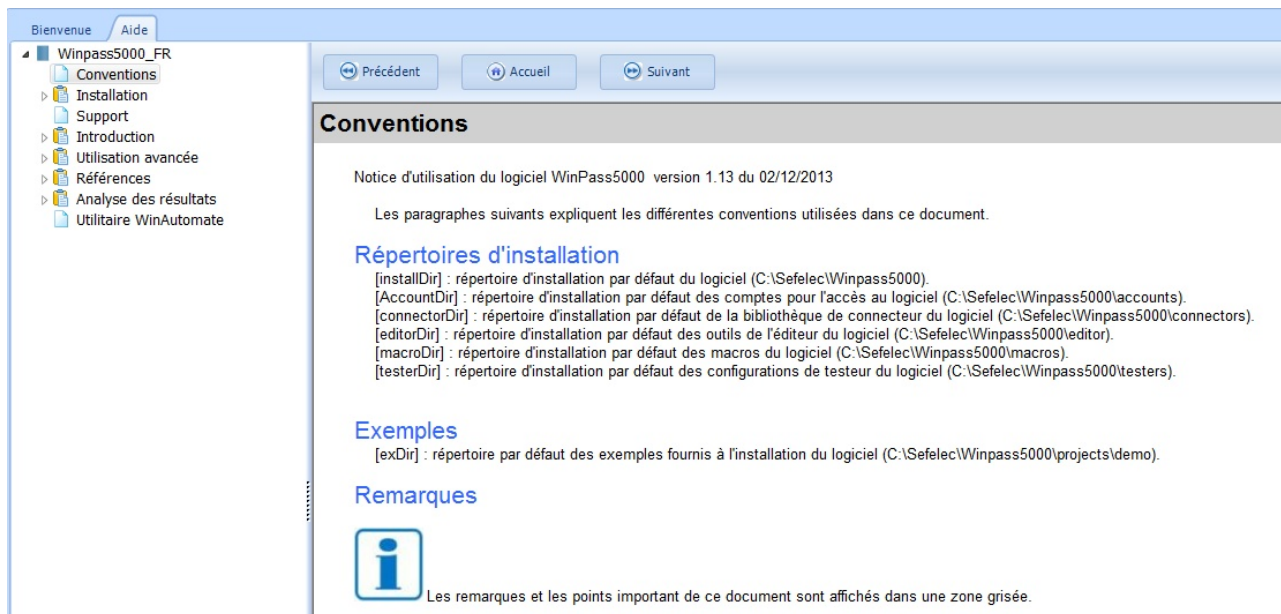 Bienvenue Aide
Winpass5000_FR
Conventions
Installation
Support
Introduction
Utilisation avancée
Références
Analyse des résultats
Utilitaire WinAutomate
Précédent Accueil Suivant
Conventions
Notice d'utilisation du logiciel WinPass5000 version 1.13 du 02/12/2013
Les paragraphes suivants expliquent les différentes conventions utilisées dans ce document.
Répertoires d'installation
[installDir] : répertoire d'installation par défaut du logiciel (C:\Sefelec\Winpass5000).
[AccountDir] : répertoire d'installation par défaut des comptes pour l'accès au logiciel (C:\Sefelec\Winpass5000\accounts).
[connectorDir] : répertoire d'installation par défaut de la bibliothèque de connecteur du logiciel (C:\Sefelec\Winpass5000\connectors).
[editorDir] : répertoire d'installation par défaut des outils de l'éditeur du logiciel (C:\Sefelec\Winpass5000\editor).
[macroDir] : répertoire d'installation par défaut des macros du logiciel (C:\Sefelec\Winpass5000\macros).
[testerDir] : répertoire d'installation par défaut des configurations de testeur du logiciel (C:\Sefelec\Winpass5000\testers).
Exemples
[exDir] : répertoire par défaut des exemples fournis à l'installation du logiciel (C:\Sefelec\Winpass5000\projects\demo).
Remarques
Les remarques et les points important de ce document sont affichés dans une zone grisée.